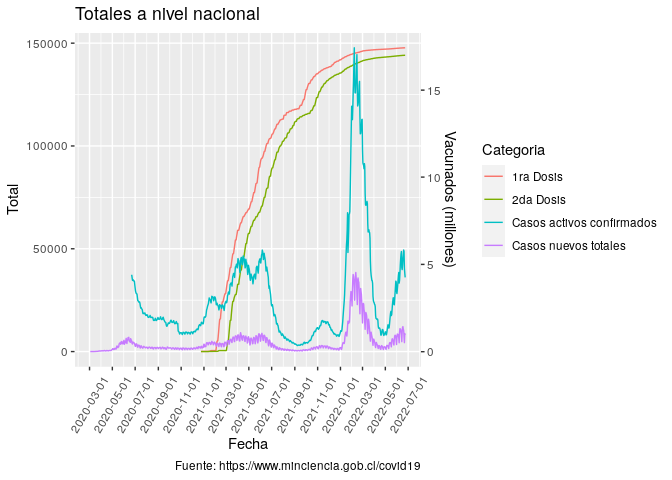 Totales a nivel nacional
150000
100000
50000
0
Total
15
10
5
0
Vacunados (millones)
2020-03-01
2020-05-01
2020-07-01
2020-09-01
2020-11-01
2021-01-01
2021-03-01
2021-05-01
2021-07-01
2021-09-01
2021-11-01
2022-01-01
2022-03-01
2022-05-01
2022-07-01
Fecha
Categoria
1ra Dosis
2da Dosis
Casos activos confirmados
Casos nuevos totales
Fuente: https://www.minciencia.gob.cl/covid19